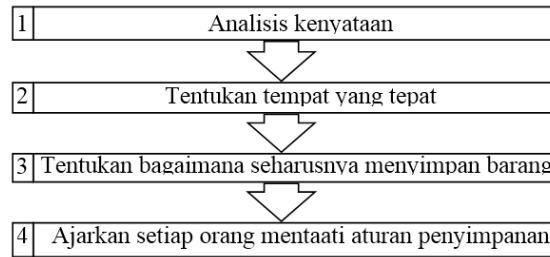 1 Analisis kenyataan
2 Tentukan tempat yang tepat
3 Tentukan bagaimana seharusnya menyimpan barang
4 Ajarkan setiap orang mentaati aturan penyimpanan